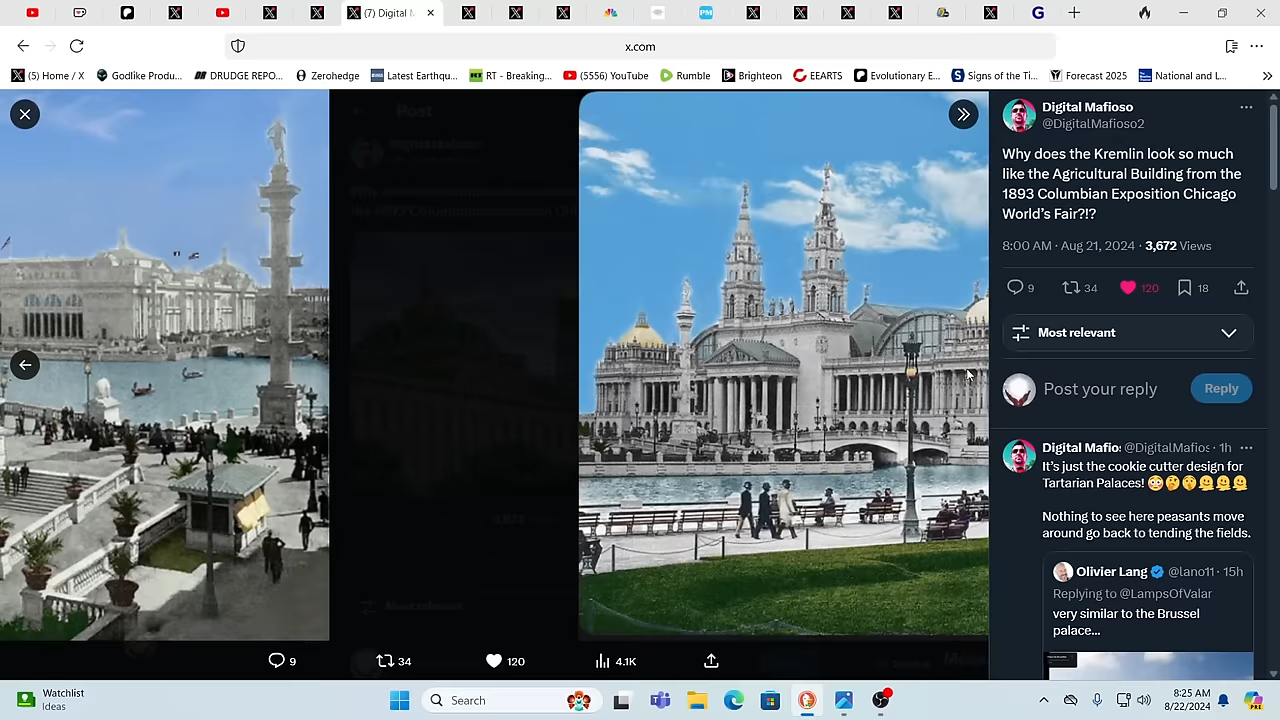 (7) Digital M
x.com
(5) Home / X
Godlike Produ...
DRUDGE REPO...
Zerohedge
Latest Earthqu...
RT - Breaking...
(5556) YouTube
Rumble
Brighteon
EEARTS
Evolutionary E...
Signs of the Ti...
Forecast 2025
National and L...
Post
Digital Mafioso
@DigitalMafioso2
Why does the Kremlin look so much
like the Agricultural Building from the
1893 Columbian Exposition Chicago
World's Fair?!?
8:00 AM · Aug 21, 2024 · 3,672 Views
9
34
120
18
Most relevant
Post your reply
Reply
Digital Mafio: @DigitalMafios · 1h
It's just the cookie cutter design for
Tartarian Palaces!
Nothing to see here peasants move
around go back to tending the fields.
Olivier Lang @lano11 · 15h
Replying to @LampsOfValar
very similar to the Brussel
palace...
9
34
120
4.1K
Watchlist
Ideas
Search
8:25 AM
8/22/2024